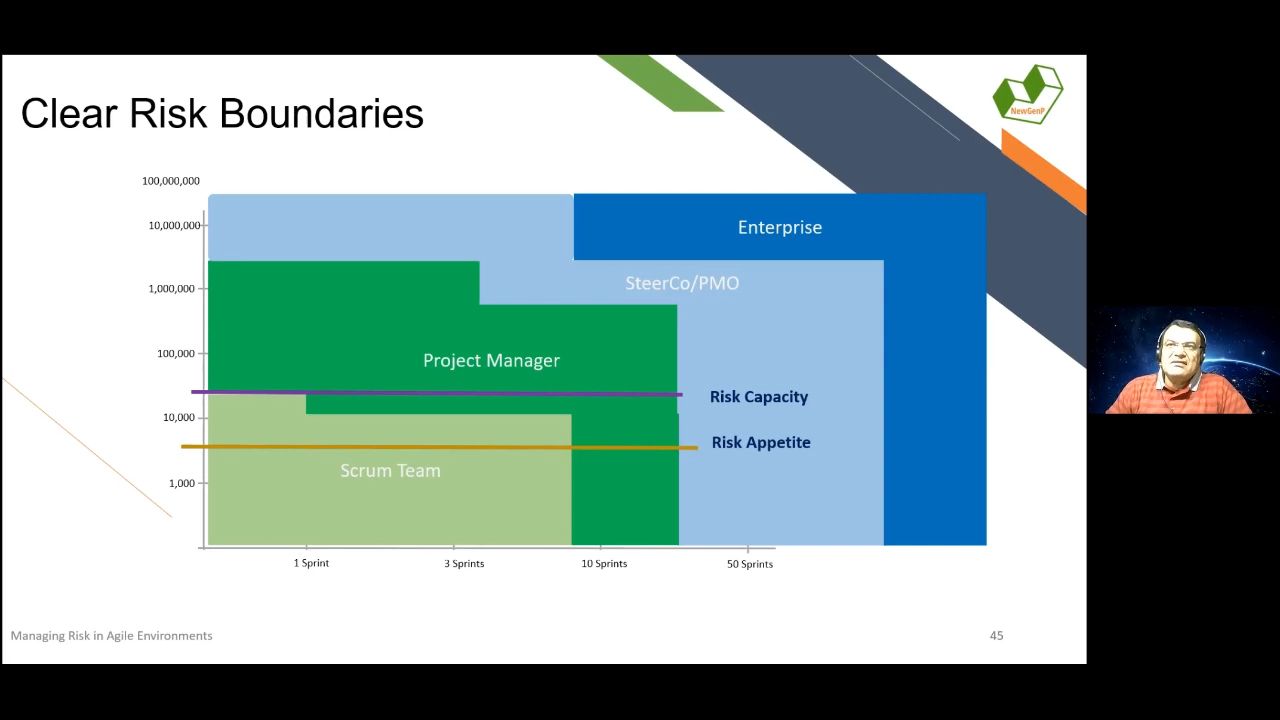 Clear Risk Boundaries
NewGenP
100,000,000
10,000,000
1,000,000
100,000
10,000
1,000
Enterprise
SteerCo/PMO
Project Manager
Risk Capacity
Risk Appetite
Scrum Team
1 Sprint
3 Sprints
10 Sprints
50 Sprints
Managing Risk in Agile Environments
45